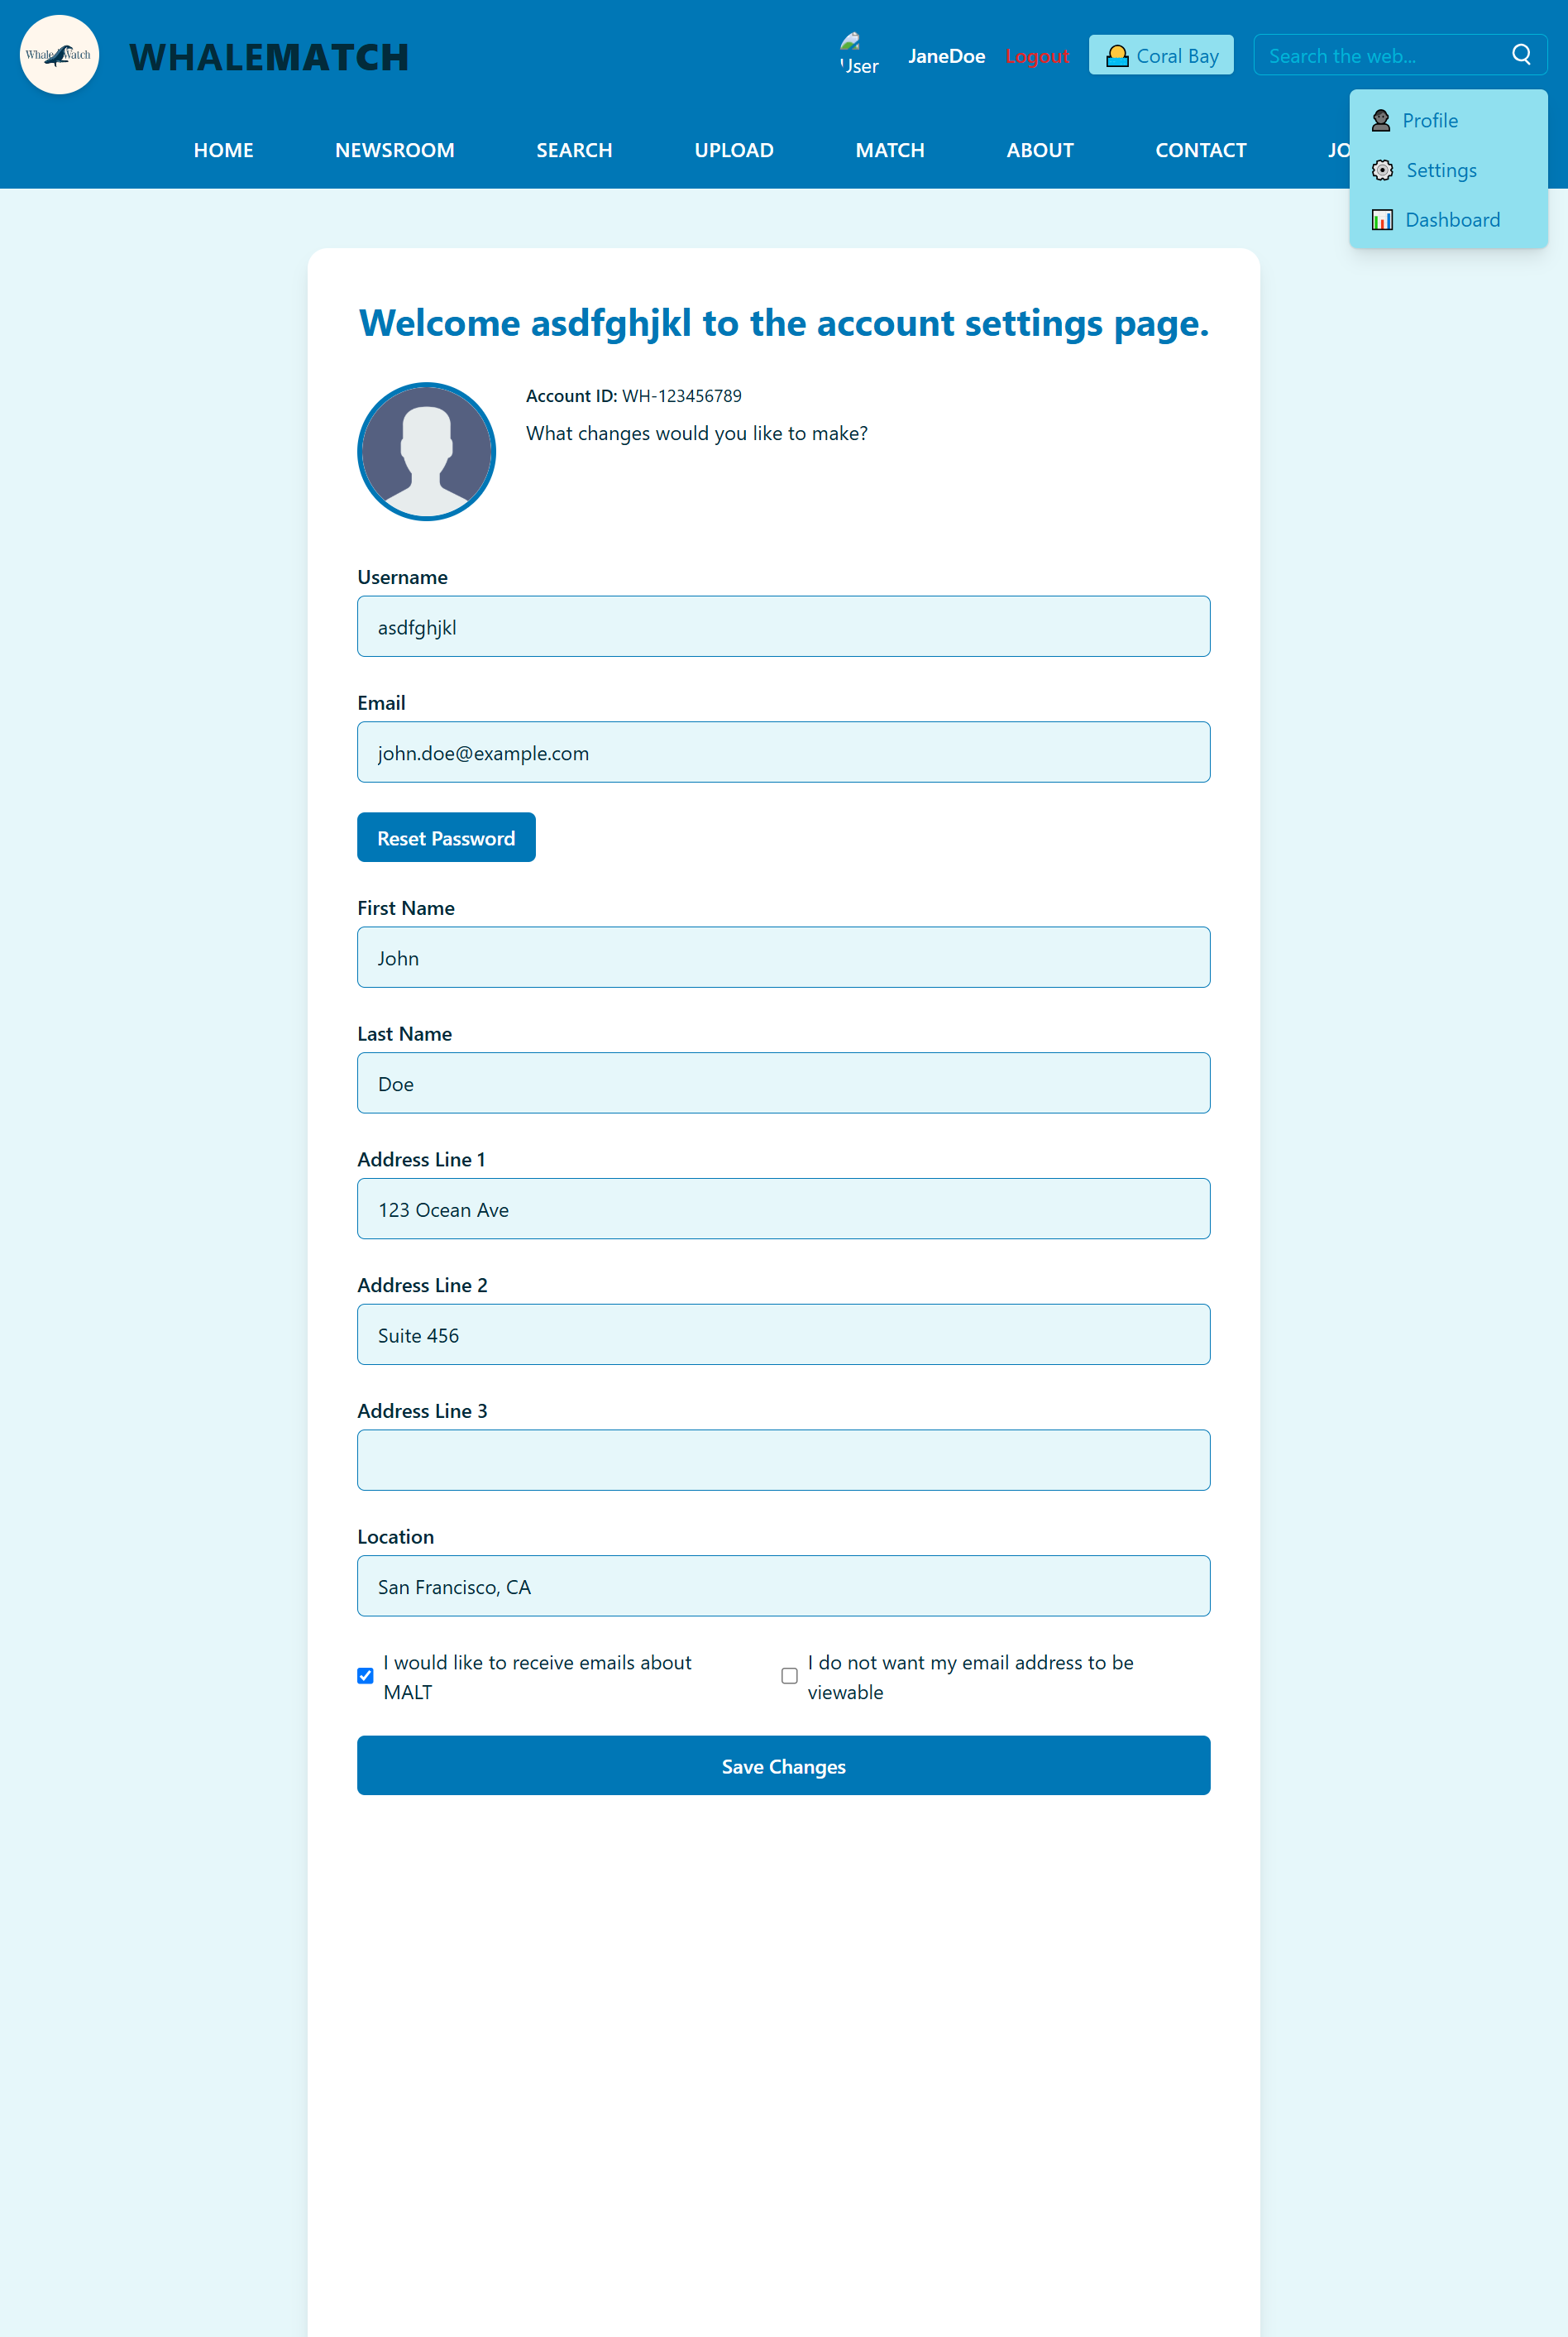 Whale Watch
WHALEMATCH
User
JaneDoe
Logout
Coral Bay
Search the web...
Profile
Settings
Dashboard
HOME
NEWSROOM
SEARCH
UPLOAD
MATCH
ABOUT
CONTACT
JO
Welcome asdfghjkl to the account settings page.
Account ID: WH-123456789
What changes would you like to make?
Username
asdfghjkl
Email
john.doe@example.com
Reset Password
First Name
John
Last Name
Doe
Address Line 1
123 Ocean Ave
Address Line 2
Suite 456
Address Line 3
Location
San Francisco, CA
I would like to receive emails about
MALT
I do not want my email address to be
viewable
Save Changes